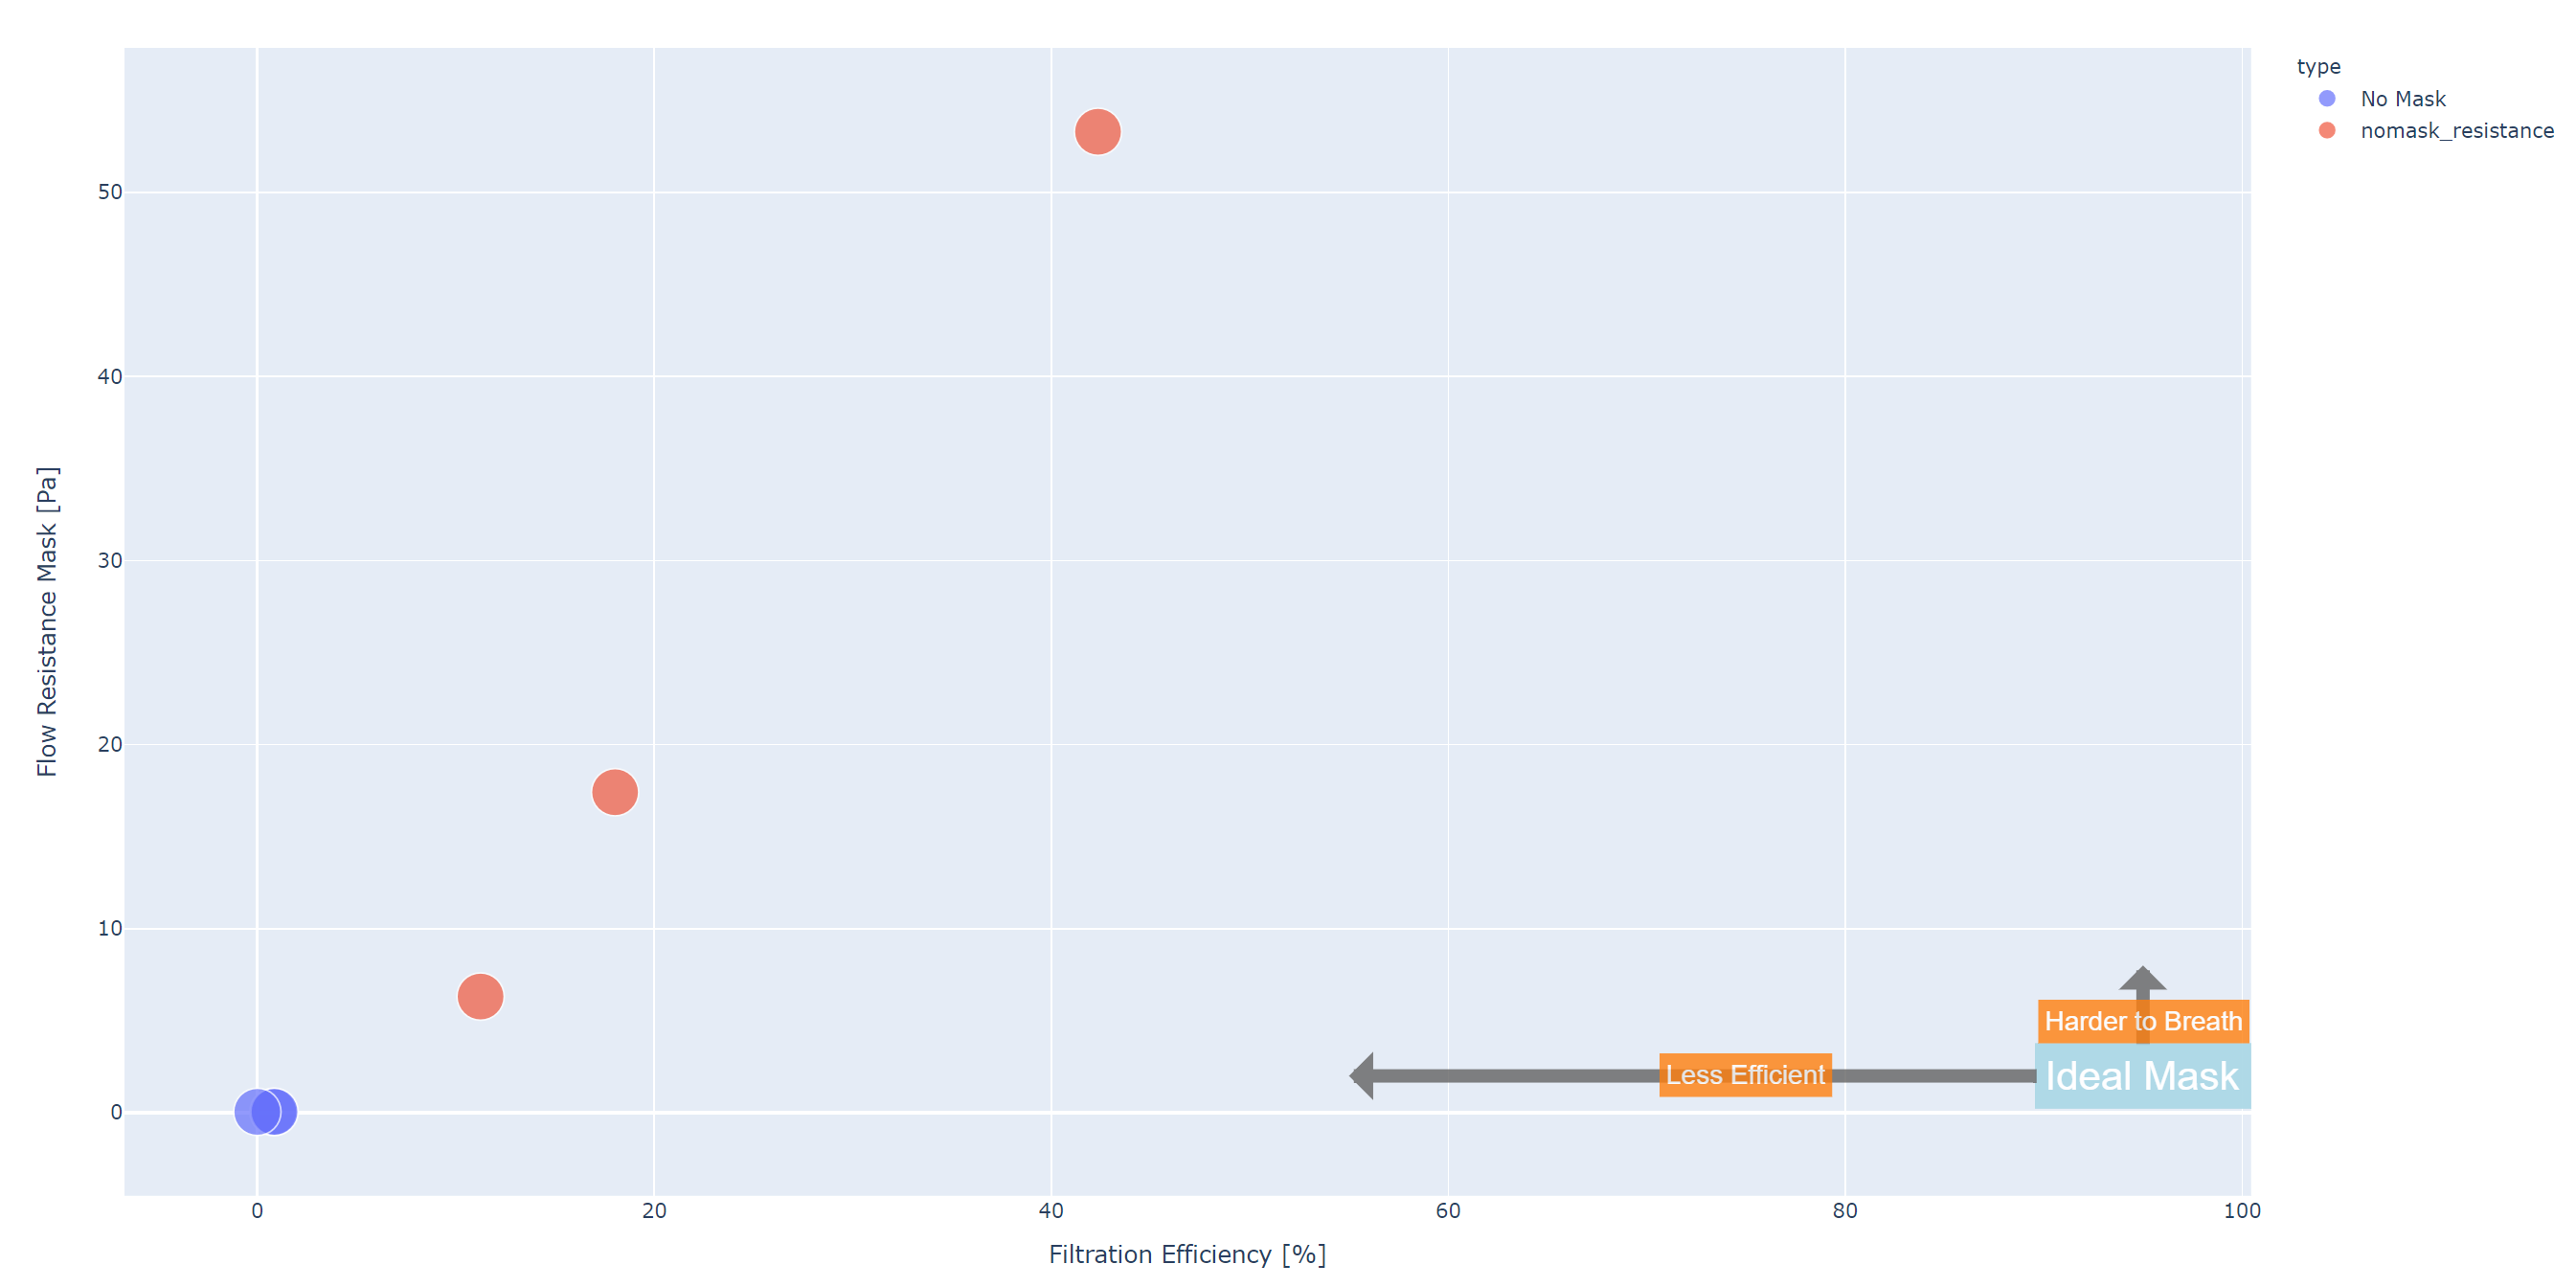 type
No Mask
nomask_resistance
Flow Resistance Mask [Pa]
50
40
30
20
10
0
Harder to Breath
Less Efficient
Ideal Mask
0
20
40
60
80
100
Filtration Efficiency [%]